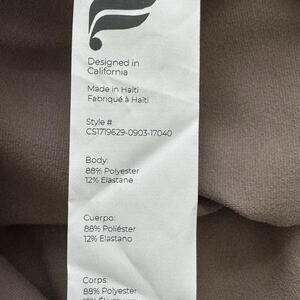 Designed in
California
Made in Haiti
Fabriqué à Haïti
Style #
CS1719629-0903-17040
Body:
88% Polyester
12% Elastane
Cuerpo:
88% Poliéster
12% Elastano
Corps:
88% Polyester